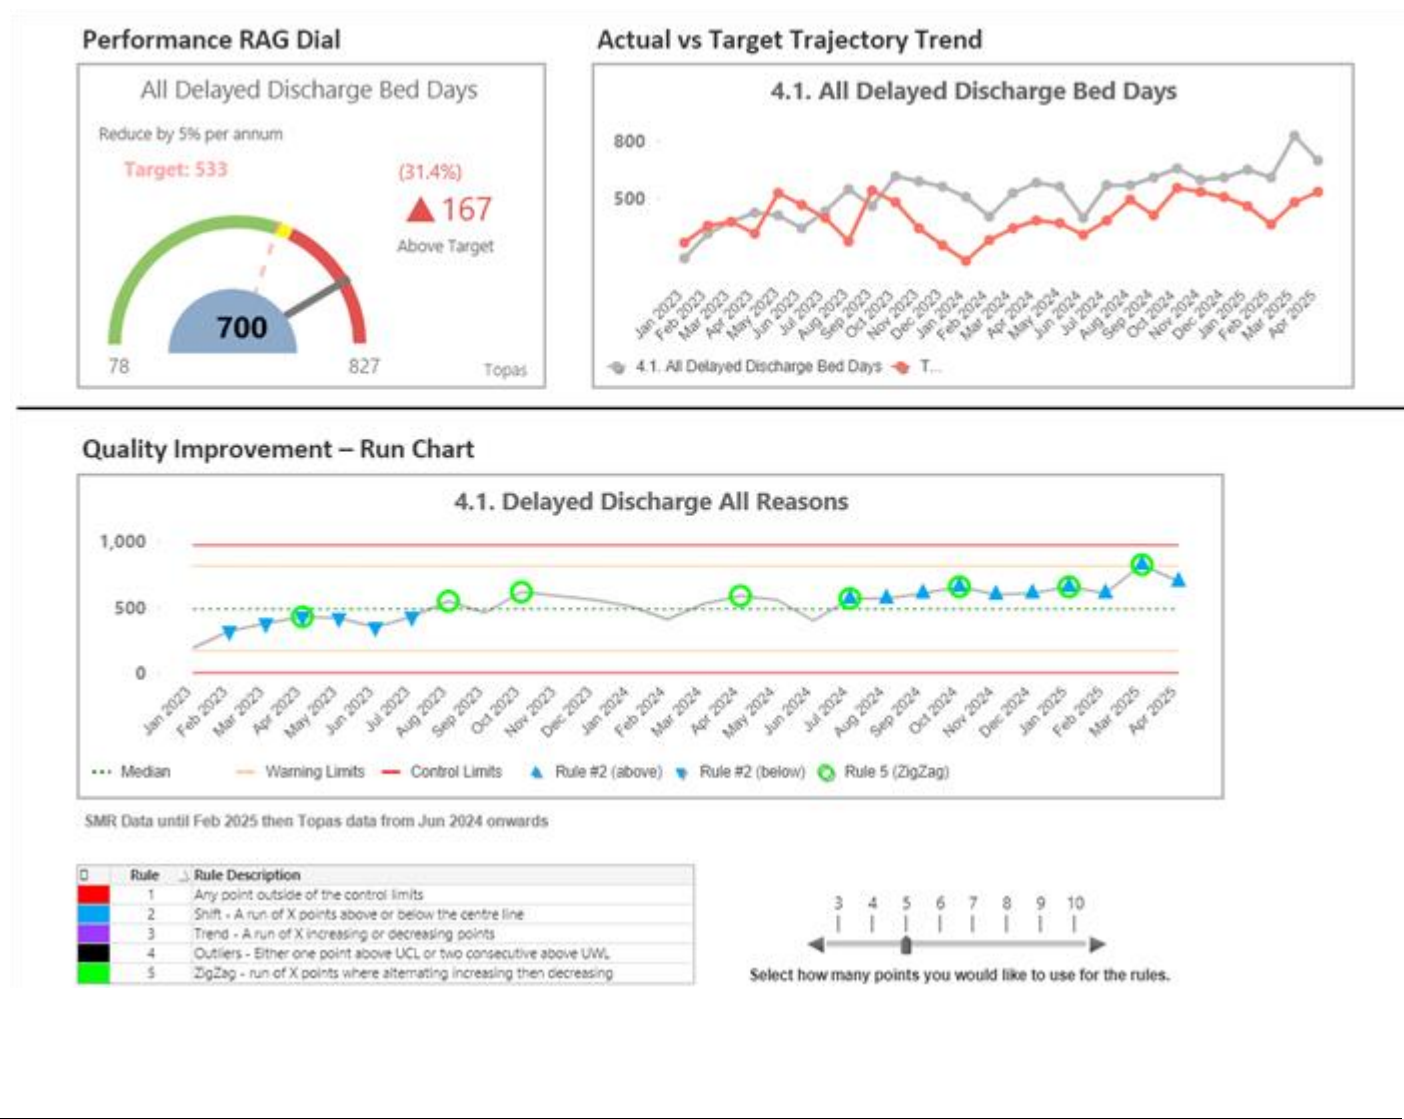 Performance RAG Dial
All Delayed Discharge Bed Days
Reduce by 5% per annum
Target: 533
(31.4%)
167
Above Target
700
78
827
Topas
Actual vs Target Trajectory Trend
4.1. All Delayed Discharge Bed Days
800
500
Jan 2023
Feb 2023
Mar 2023
Apr 2023
May 2023
Jun 2023
Jul 2023
Aug 2023
Sep 2023
Oct 2023
Nov 2023
Dec 2023
Jan 2024
Feb 2024
Mar 2024
Apr 2024
May 2024
Jun 2024
Jul 2024
Aug 2024
Sep 2024
Oct 2024
Nov 2024
Dec 2024
Jan 2025
Feb 2025
Mar 2025
Apr 2025
4.1. All Delayed Discharge Bed Days T...
Quality Improvement – Run Chart
4.1. Delayed Discharge All Reasons
1,000
500
0
Jan 2023
Feb 2023
Mar 2023
Apr 2023
May 2023
Jun 2023
Jul 2023
Aug 2023
Sep 2023
Oct 2023
Nov 2023
Dec 2023
Jan 2024
Feb 2024
Mar 2024
Apr 2024
May 2024
Jun 2024
Jul 2024
Aug 2024
Sep 2024
Oct 2024
Nov 2024
Dec 2024
Jan 2025
Feb 2025
Mar 2025
Apr 2025
Median Warning Limits Control Limits Rule #2 (above) Rule #2 (below) Rule 5 (ZigZag)
SMR Data until Feb 2025 then Topas data from Jun 2024 onwards
Rule Rule Description
1 Any point outside of the control limits
2 Shift - A run of X points above or below the centre line
3 Trend - A run of X increasing or decreasing points
4 Outliers - Either one point above UCL or two consecutive above UWL
5 ZigZag - run of X points where alternating increasing then decreasing
3 4 5 6 7 8 9 10
Select how many points you would like to use for the rules.